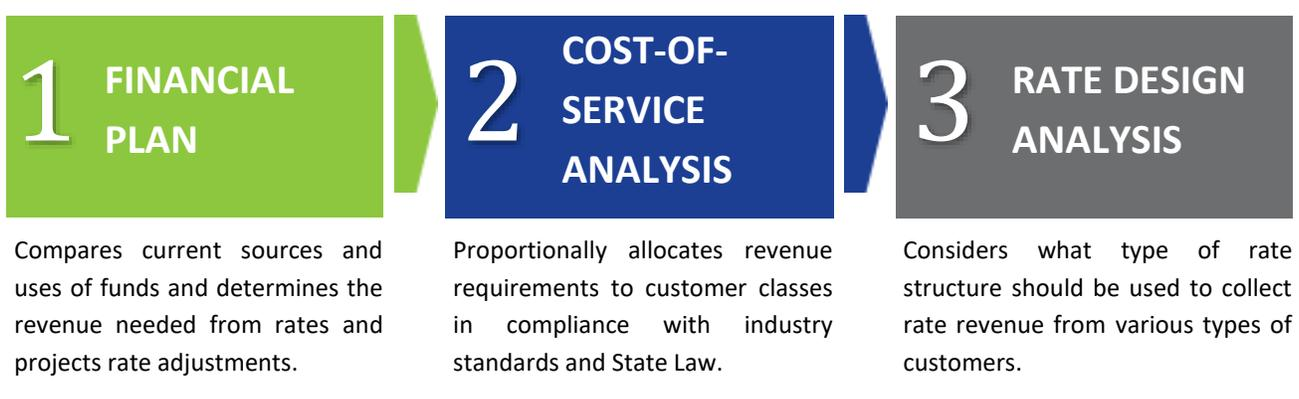 1
FINANCIAL
PLAN
Compares current sources and
uses of funds and determines the
revenue needed from rates and
projects rate adjustments.
2
COST-OF-
SERVICE
ANALYSIS
Proportionally allocates revenue
requirements to customer classes
in compliance with industry
standards and State Law.
3
RATE DESIGN
ANALYSIS
Considers what type of rate
structure should be used to collect
rate revenue from various types of
customers.